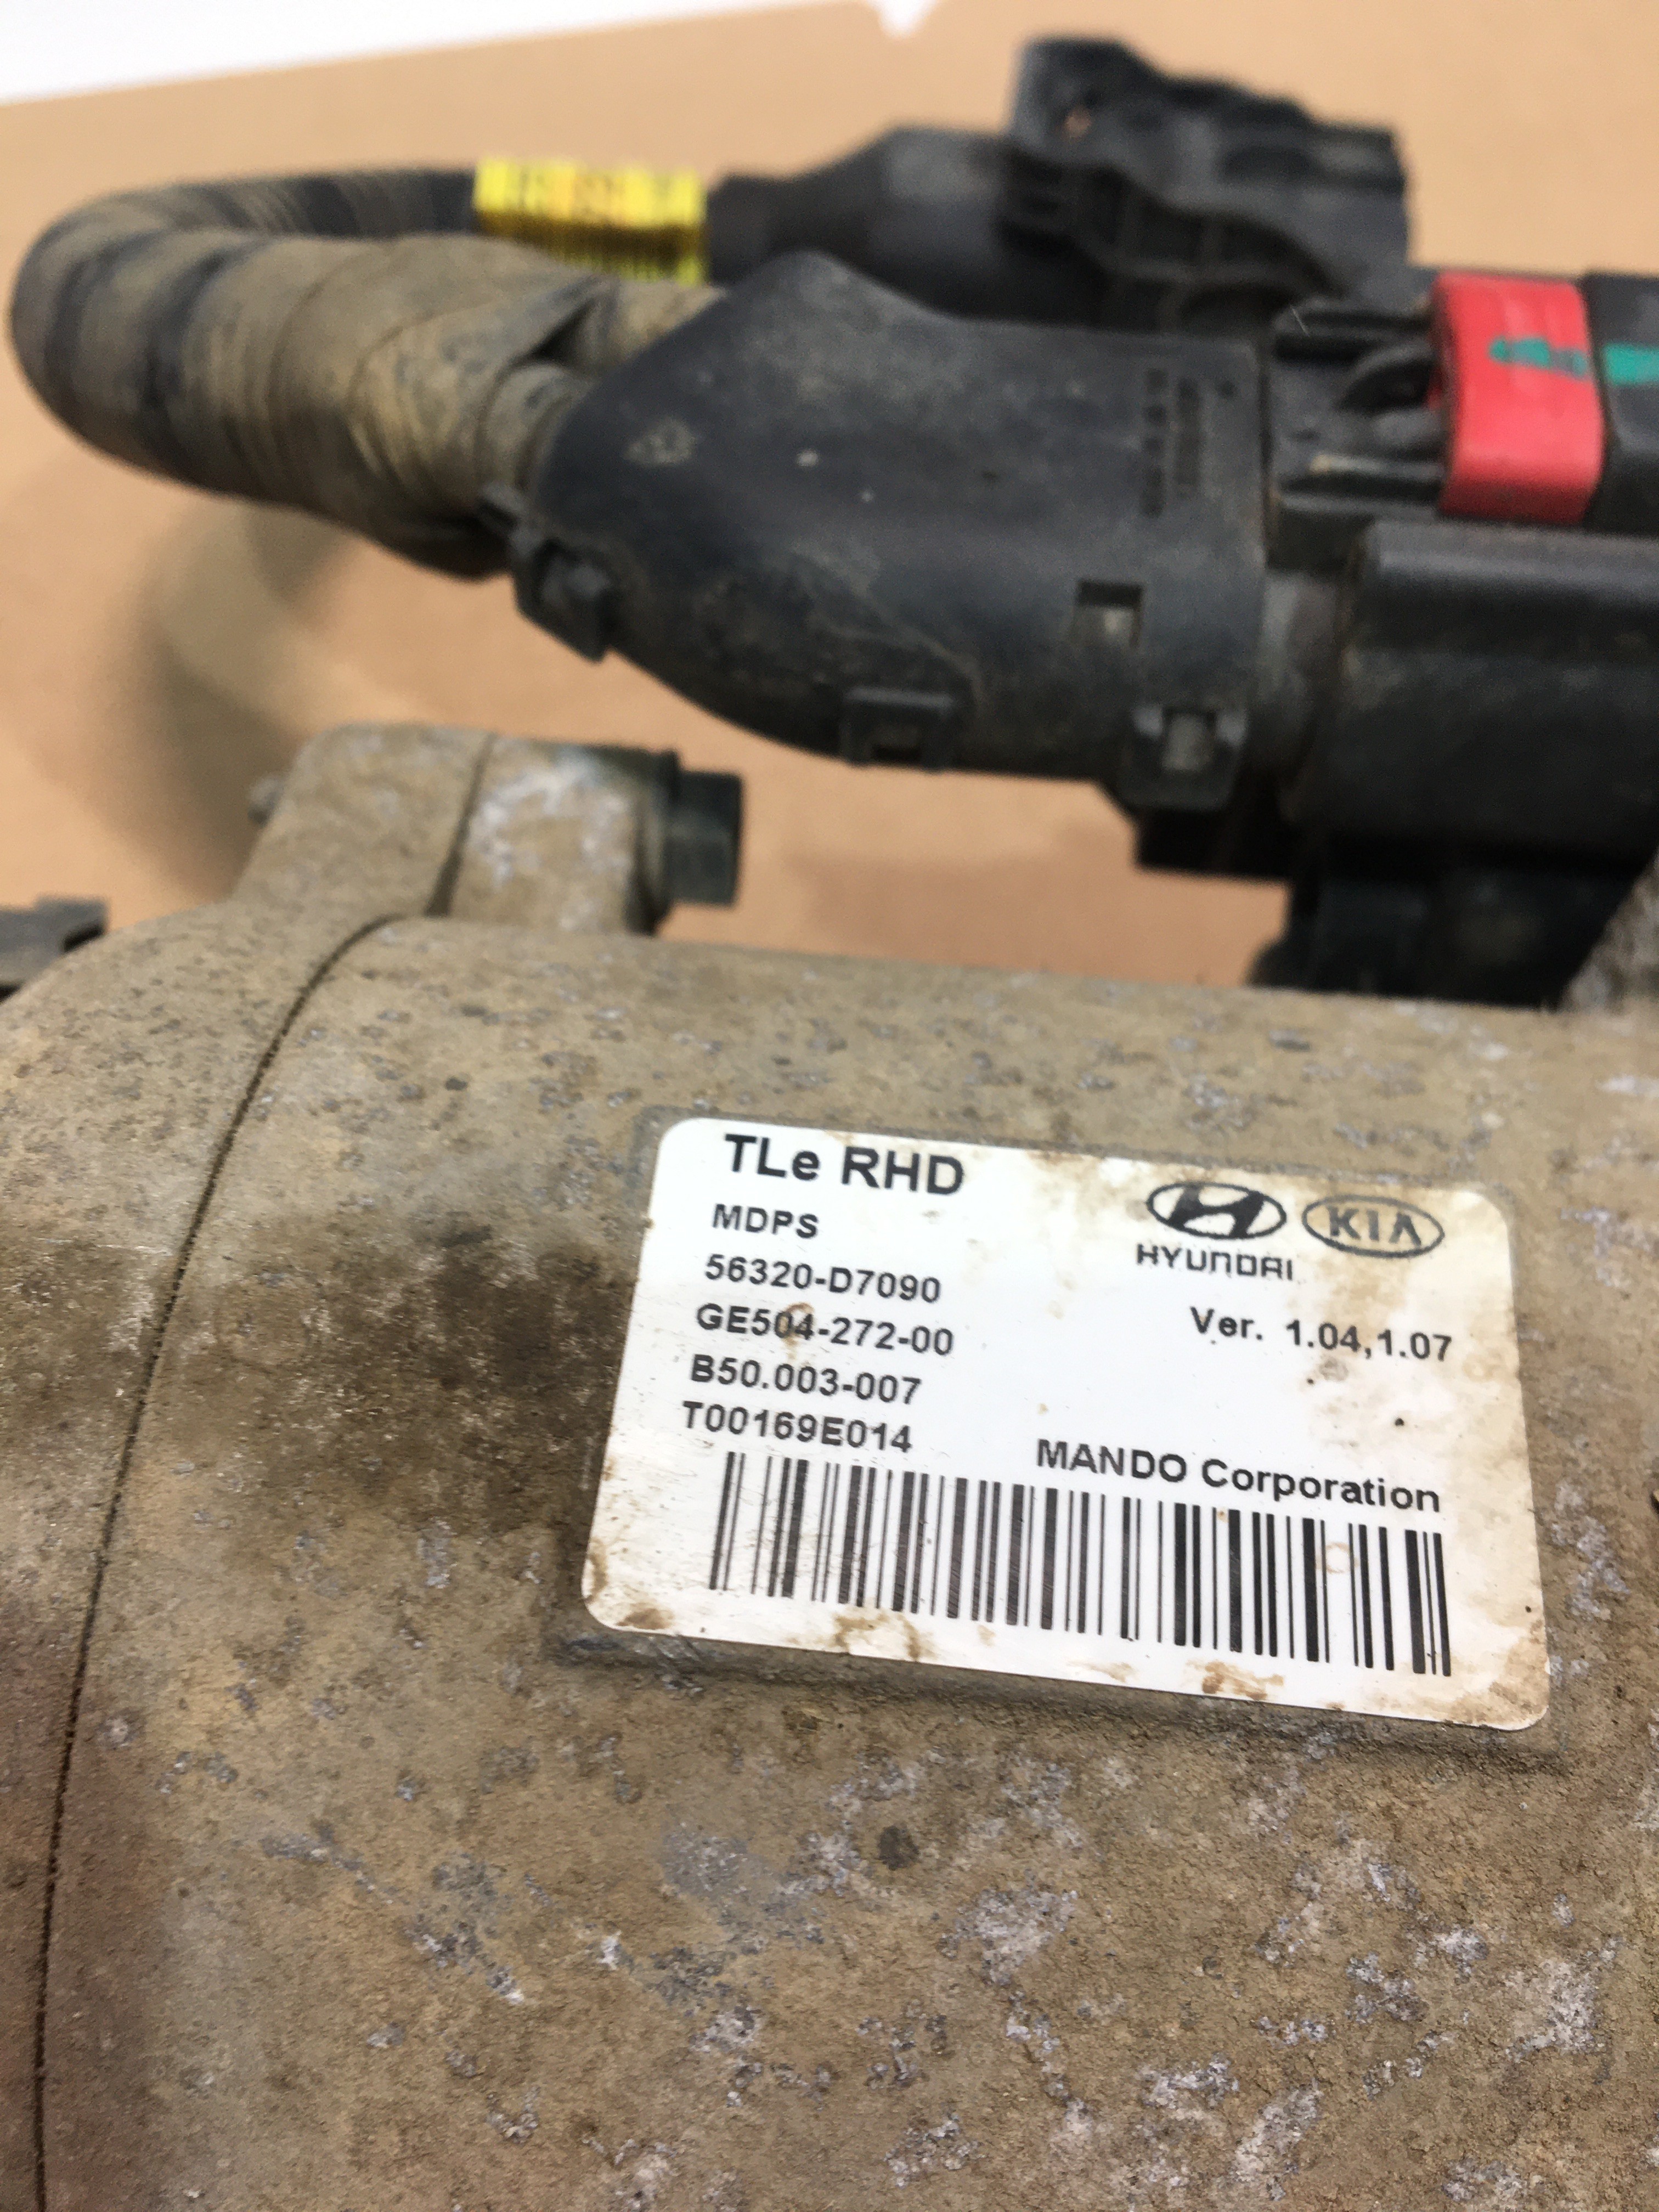 TLe RHD
MDPS
HYUNDAI KIA
56320-D7090
GE504-272-00
Ver. 1.04,1.07
B50.003-007
T00169E014
MANDO Corporation